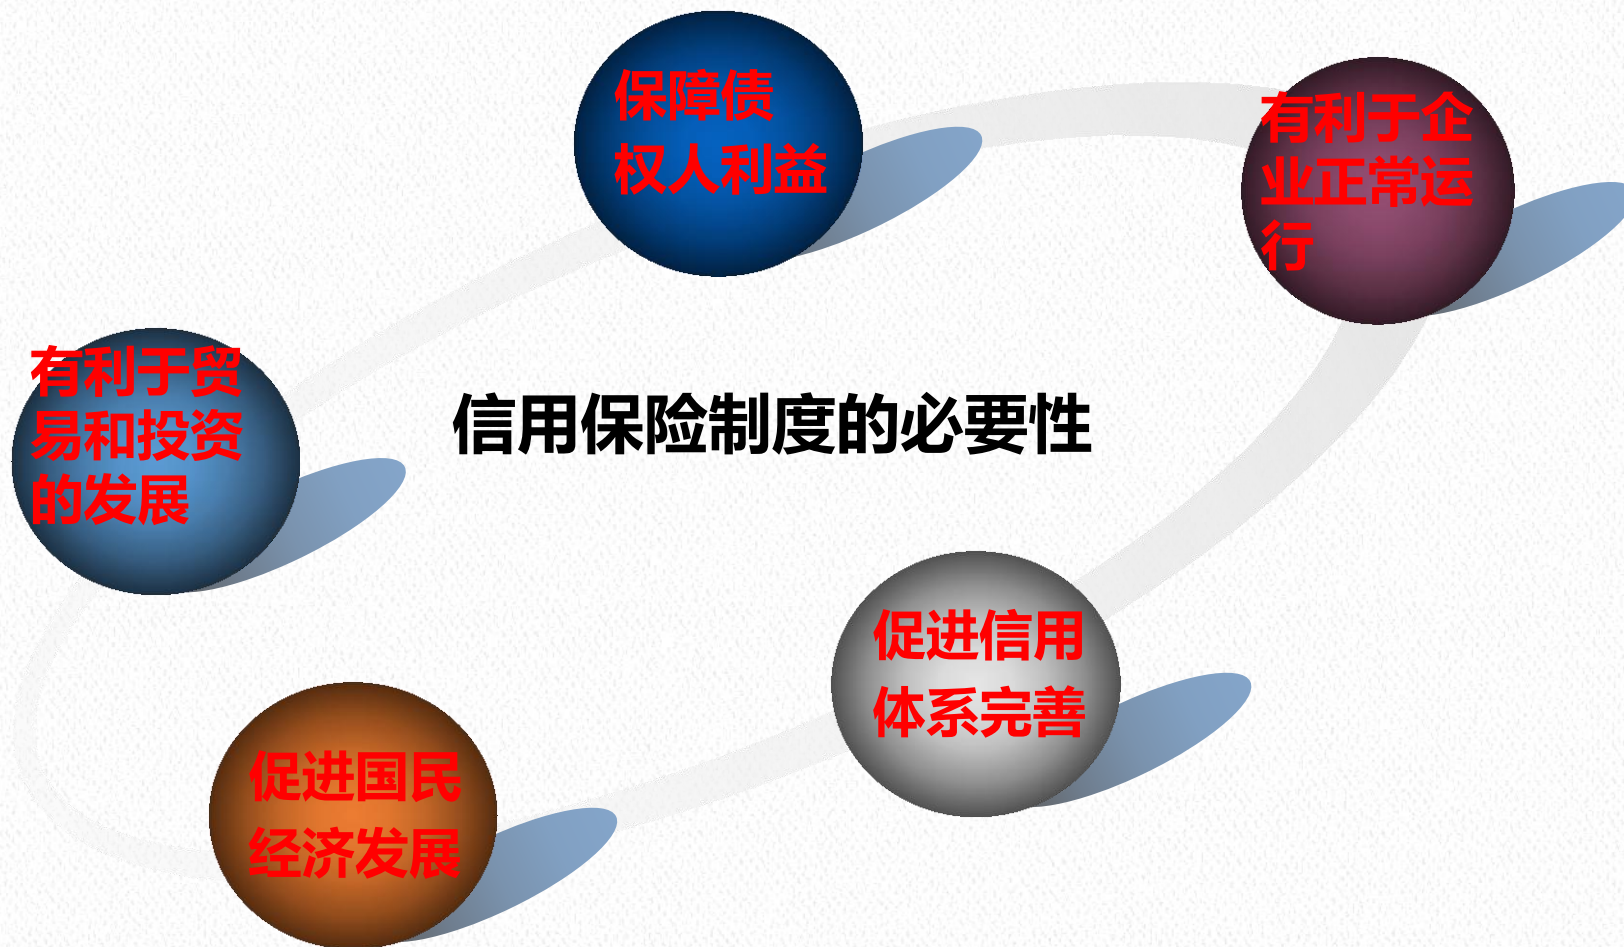 保障债
权人利益
有利于企
业正常运
行
有利于贸
易和投资
的发展
信用保险制度的必要性
促进信用
体系完善
促进国民
经济发展